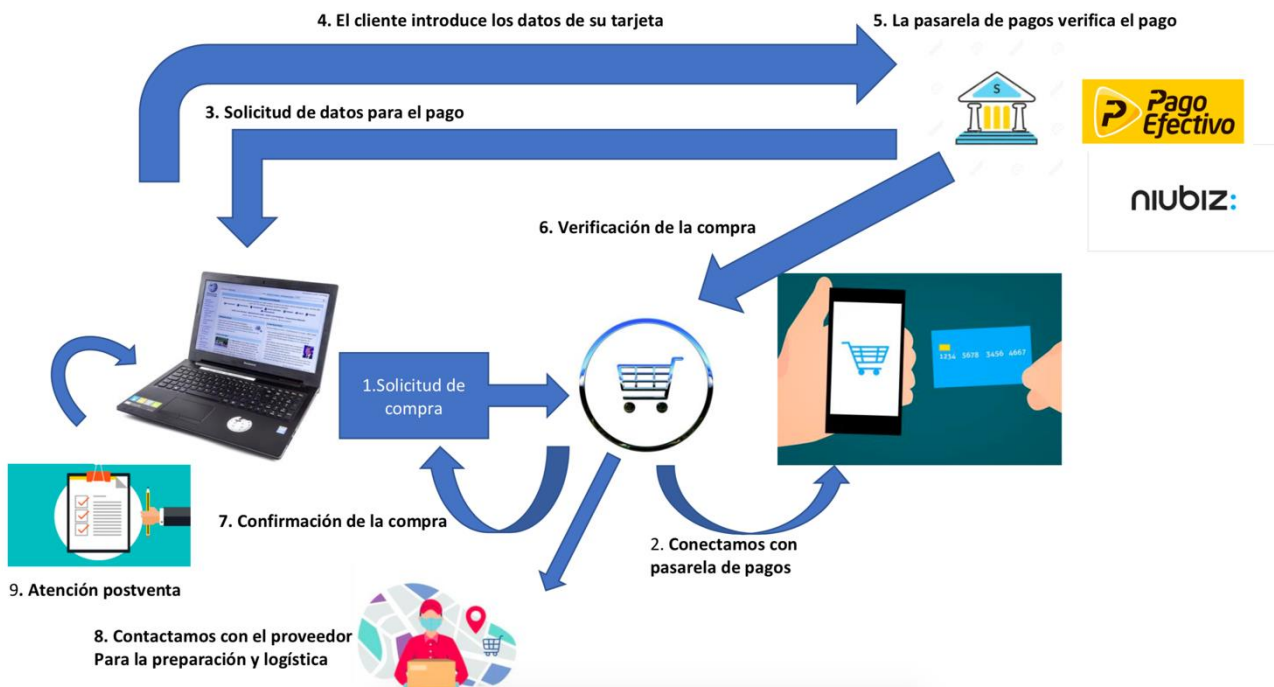 4. El cliente introduce los datos de su tarjeta
5. La pasarela de pagos verifica el pago
3. Solicitud de datos para el pago
S
Pago
Efectivo
niubiz:
6. Verificación de la compra
1.Solicitud de
compra
1234 5678 3456 4667
7. Confirmación de la compra
2. Conectamos con
pasarela de pagos
9. Atención postventa
8. Contactamos con el proveedor
Para la preparación y logística